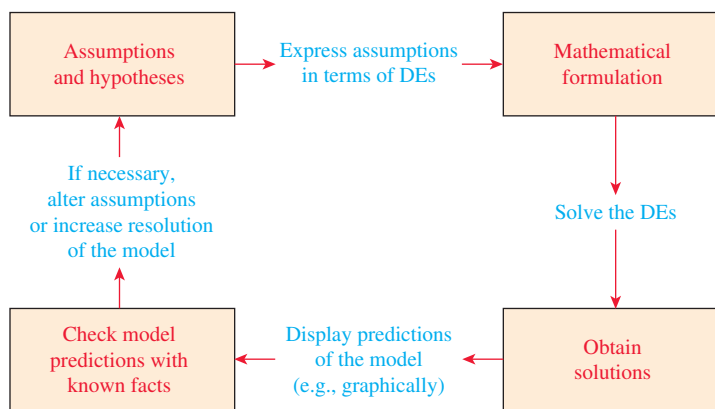 Assumptions
and hypotheses
Express assumptions
in terms of DEs
Mathematical
formulation
If necessary,
alter assumptions
or increase resolution
of the model
Solve the DEs
Check model
predictions with
known facts
Display predictions
of the model
(e.g., graphically)
Obtain
solutions